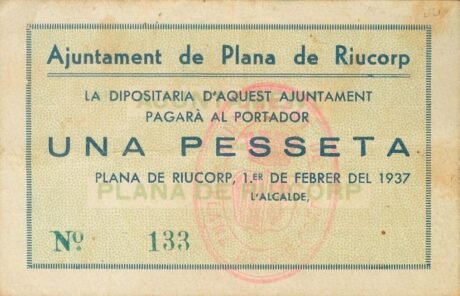 Ajuntament de Plana de Riucorp
LA DIPOSITARIA D'AQUEST AJUNTAMENT
PAGARÀ AL PORTADOR
UNA PESSETA
PLANA DE RIUCORP, 1.ER DE FEBRER DEL 1937
L'ALCALDE,
PLANA DE RIUCORP
Nº 133